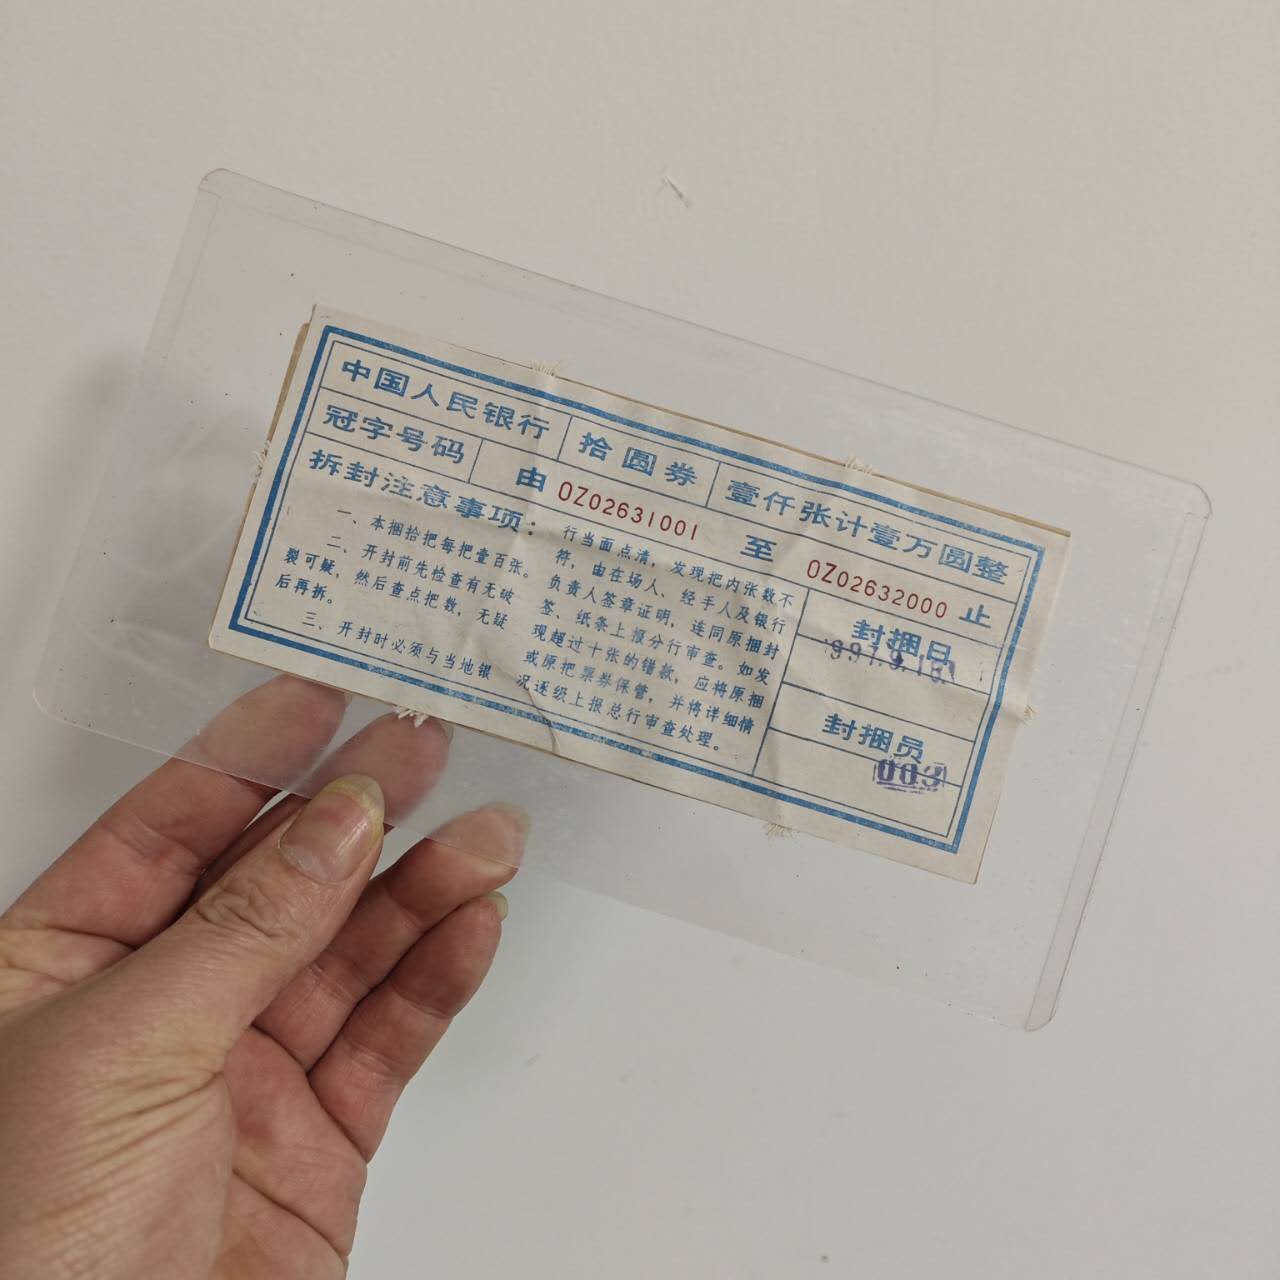 中国人民银行 拾圆券 壹仟张计壹万圆整
冠字号码 由 OZ02631001 至 OZ02632000 止
拆封注意事项：
一、本捆拾把每把壹百张。
二、开封前先检查有无破
裂可疑，然后查点把数，无疑
后再拆。
三、开封时必须与当地银
行当面点清，发现把内张数不
符，由在场人、经手人及银行
负责人签章证明，连同原捆封
签、纸条上报分行审查。如发
现超过十张的错款，应将原捆
或原把票券保管，并将详细情
况逐级上报总行审查处理。
封捆日
封捆员
003